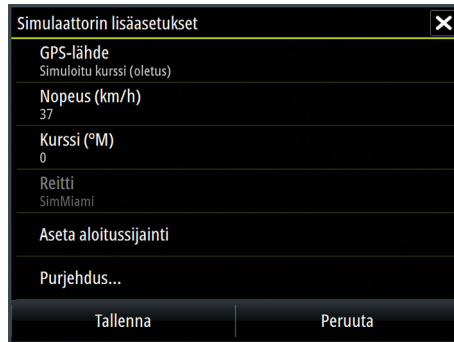 Simulaattorin lisäasetukset
GPS-lähde
Simuloitu kurssi (oletus)
Nopeus (km/h)
37
Kurssi (°M)
0
Reitti
SimMiami
Aseta aloitussijainti
Purjehdus...
Tallenna
Peruuta